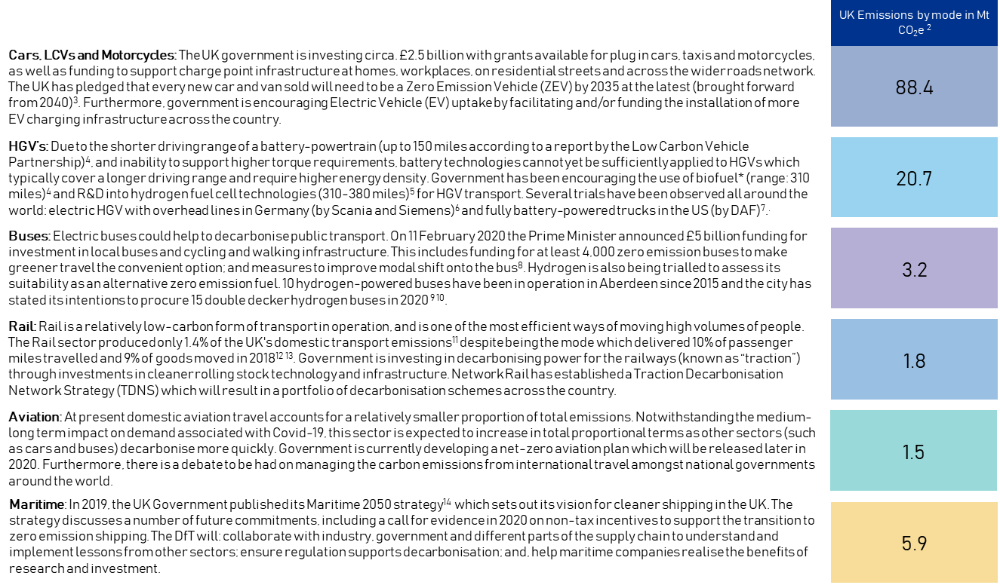 UK Emissions by mode in Mt
CO₂e ²
Cars, LCVs and Motorcycles: The UK government is investing circa. £2.5 billion with grants available for plug in cars, taxis and motorcycles,
as well as funding to support charge point infrastructure at homes, workplaces, on residential streets and across the wider roads network.
The UK has pledged that every new car and van sold will need to be a Zero Emission Vehicle (ZEV) by 2035 at the latest (brought forward
from 2040)³. Furthermore, government is encouraging Electric Vehicle (EV) uptake by facilitating and/or funding the installation of more
EV charging infrastructure across the country.
88.4
HGV's: Due to the shorter driving range of a battery-powertrain (up to 150 miles according to a report by the Low Carbon Vehicle
Partnership)⁴, and inability to support higher torque requirements, battery technologies cannot yet be sufficiently applied to HGVs which
typically cover a longer driving range and require higher energy density. Government has been encouraging the use of biofuel* (range: 310
miles)⁴ and R&D into hydrogen fuel cell technologies (310-380 miles)⁵ for HGV transport. Several trials have been observed all around the
world: electric HGV with overhead lines in Germany (by Scania and Siemens)⁶ and fully battery-powered trucks in the US (by DAF)⁷.
20.7
Buses: Electric buses could help to decarbonise public transport. On 11 February 2020 the Prime Minister announced £5 billion funding for
investment in local buses and cycling and walking infrastructure. This includes funding for at least 4,000 zero emission buses to make
greener travel the convenient option; and measures to improve modal shift onto the bus⁸. Hydrogen is also being trialled to assess its
suitability as an alternative zero emission fuel. 10 hydrogen-powered buses have been in operation in Aberdeen since 2015 and the city has
stated its intentions to procure 15 double decker hydrogen buses in 2020 ⁹ ¹⁰.
3.2
Rail: Rail is a relatively low-carbon form of transport in operation, and is one of the most efficient ways of moving high volumes of people.
The Rail sector produced only 1.4% of the UK's domestic transport emissions¹¹ despite being the mode which delivered 10% of passenger
miles travelled and 9% of goods moved in 2018¹² ¹³. Government is investing in decarbonising power for the railways (known as “traction”)
through investments in cleaner rolling stock technology and infrastructure. Network Rail has established a Traction Decarbonisation
Network Strategy (TDNS) which will result in a portfolio of decarbonisation schemes across the country.
1.8
Aviation: At present domestic aviation travel accounts for a relatively smaller proportion of total emissions. Notwithstanding the medium-
long term impact on demand associated with Covid-19, this sector is expected to increase in total proportional terms as other sectors (such
as cars and buses) decarbonise more quickly. Government is currently developing a net-zero aviation plan which will be released later in
2020. Furthermore, there is a debate to be had on managing the carbon emissions from international travel amongst national governments
around the world.
1.5
Maritime: In 2019, the UK Government published its Maritime 2050 strategy¹⁴ which sets out its vision for cleaner shipping in the UK. The
strategy discusses a number of future commitments, including a call for evidence in 2020 on non-tax incentives to support the transition to
zero emission shipping. The DfT will: collaborate with industry, government and different parts of the supply chain to understand and
implement lessons from other sectors; ensure regulation supports decarbonisation; and, help maritime companies realise the benefits of
research and investment.
5.9